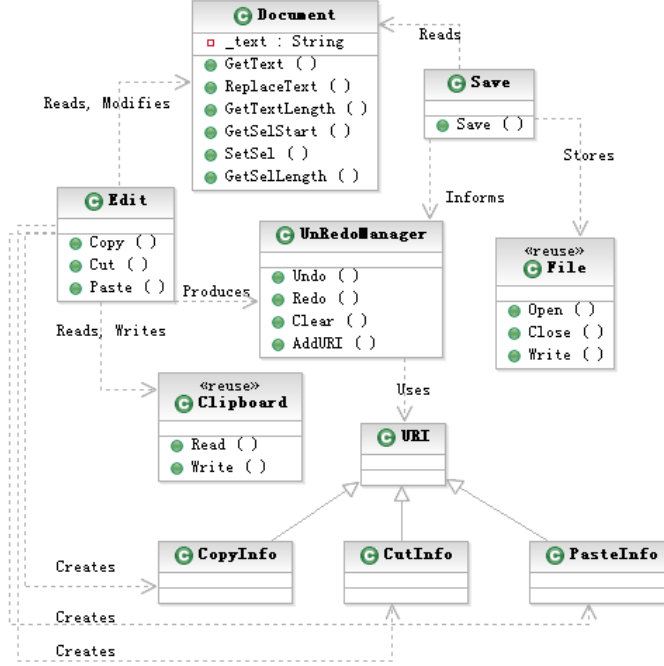 Document
_text : String
GetText ()
ReplaceText ()
GetTextLength ()
GetSelStart ()
SetSel ()
GetSelLength ()
Reads
Save
Save ()
Reads, Modifies
Stores
Informs
Edit
Copy ()
Cut ()
Paste ()
UnRedoManager
Undo ()
Redo ()
Clear ()
AddURI ()
«reuse»
File
Open ()
Close ()
Write ()
Produces
Reads, Writes
«reuse»
Clipboard
Read ()
Write ()
Uses
URI
CopyInfo
CutInfo
PasteInfo
Creates
Creates
Creates